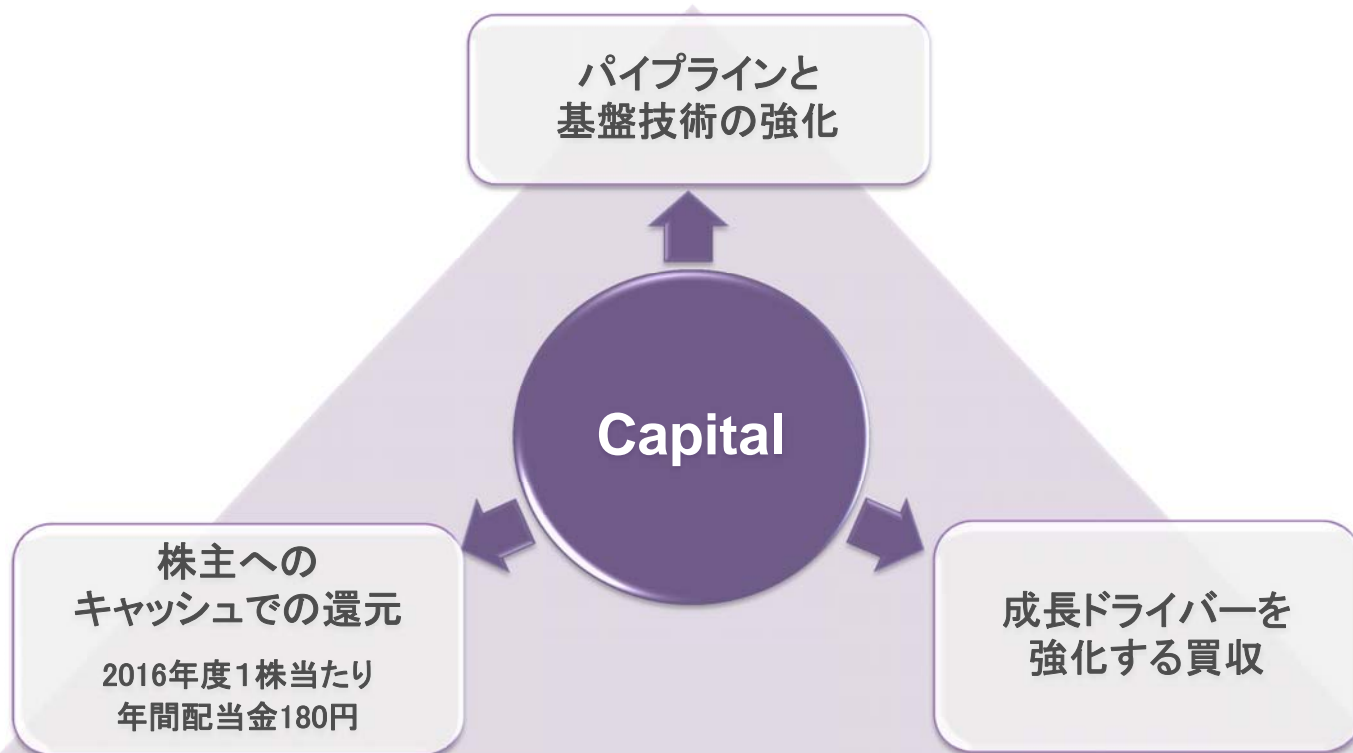 パイプラインと
基盤技術の強化
Capital
株主への
キャッシュでの還元
2016年度１株当たり
年間配当金180円
成長ドライバーを
強化する買収